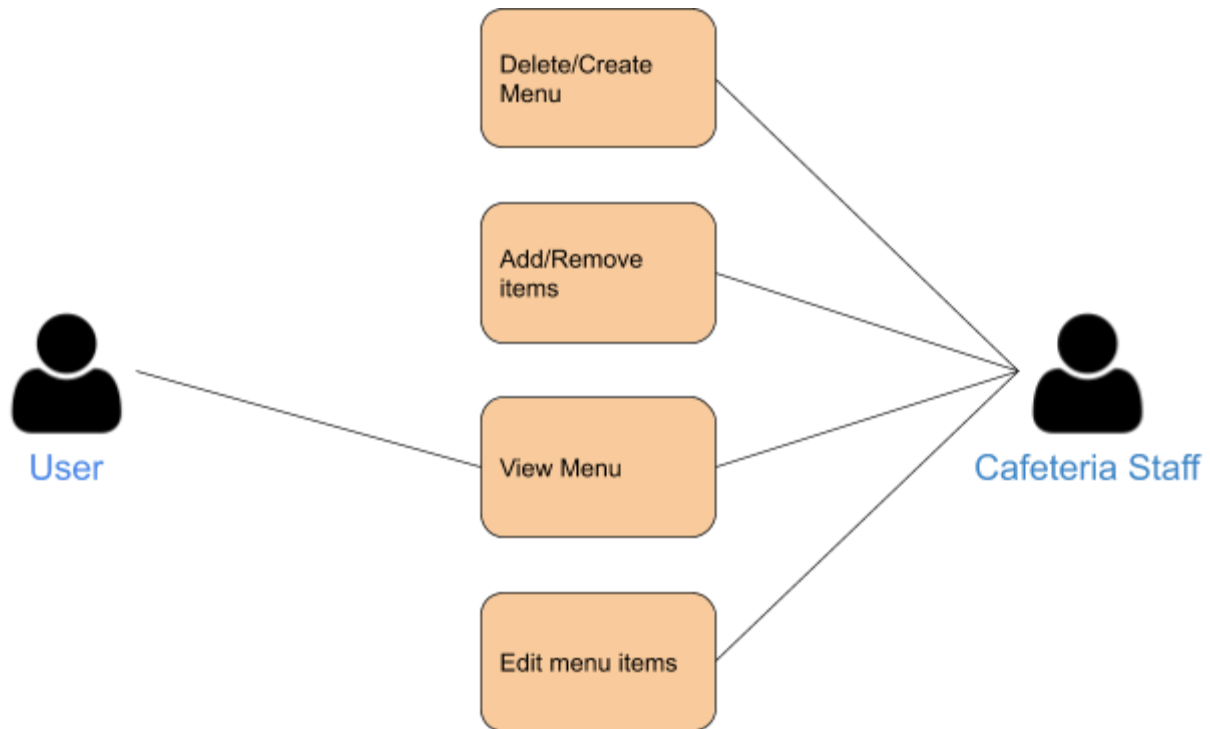 Delete/Create
Menu
Add/Remove
items
User
View Menu
Cafeteria Staff
Edit menu items